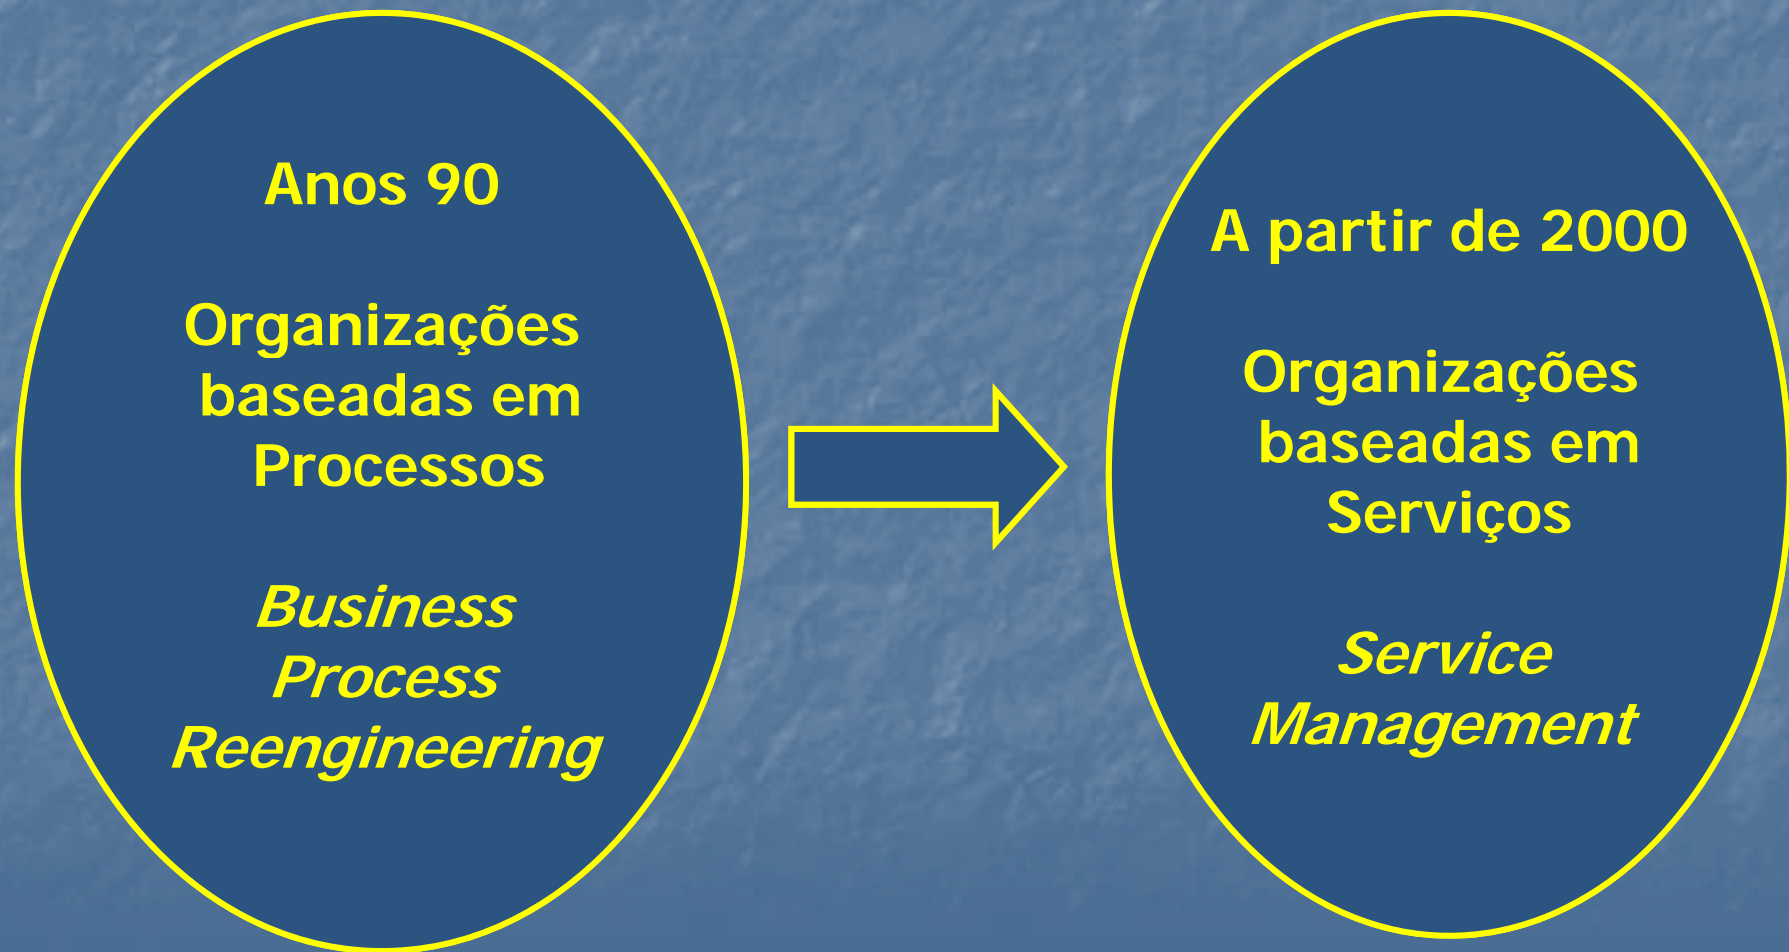 Anos 90
Organizações
baseadas em
Processos
Business
Process
Reengineering
A partir de 2000
Organizações
baseadas em
Serviços
Service
Management